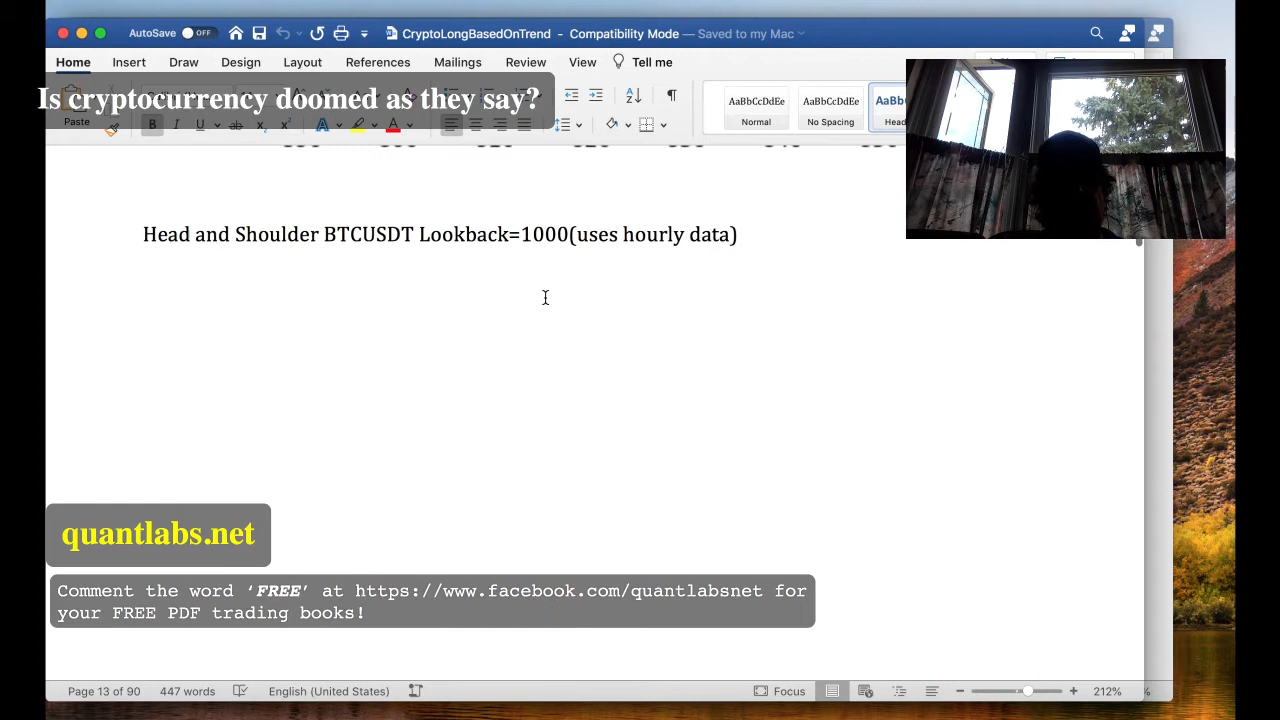 AutoSave OFF CryptoLongBasedOnTrend - Compatibility Mode — Saved to my Mac
Home Insert Draw Design Layout References Mailings Review View Tell me
Is cryptocurrency doomed as they say?
Paste
AaBbCcDdEe AaBbCcDdEe AaBb
Normal No Spacing Head
Head and Shoulder BTCUSDT Lookback=1000(uses hourly data)
quantlabs.net
Comment the word ‘FREE’ at https://www.facebook.com/quantlabsnet for
your FREE PDF trading books!
Page 13 of 90 447 words English (United States) Focus 212% %